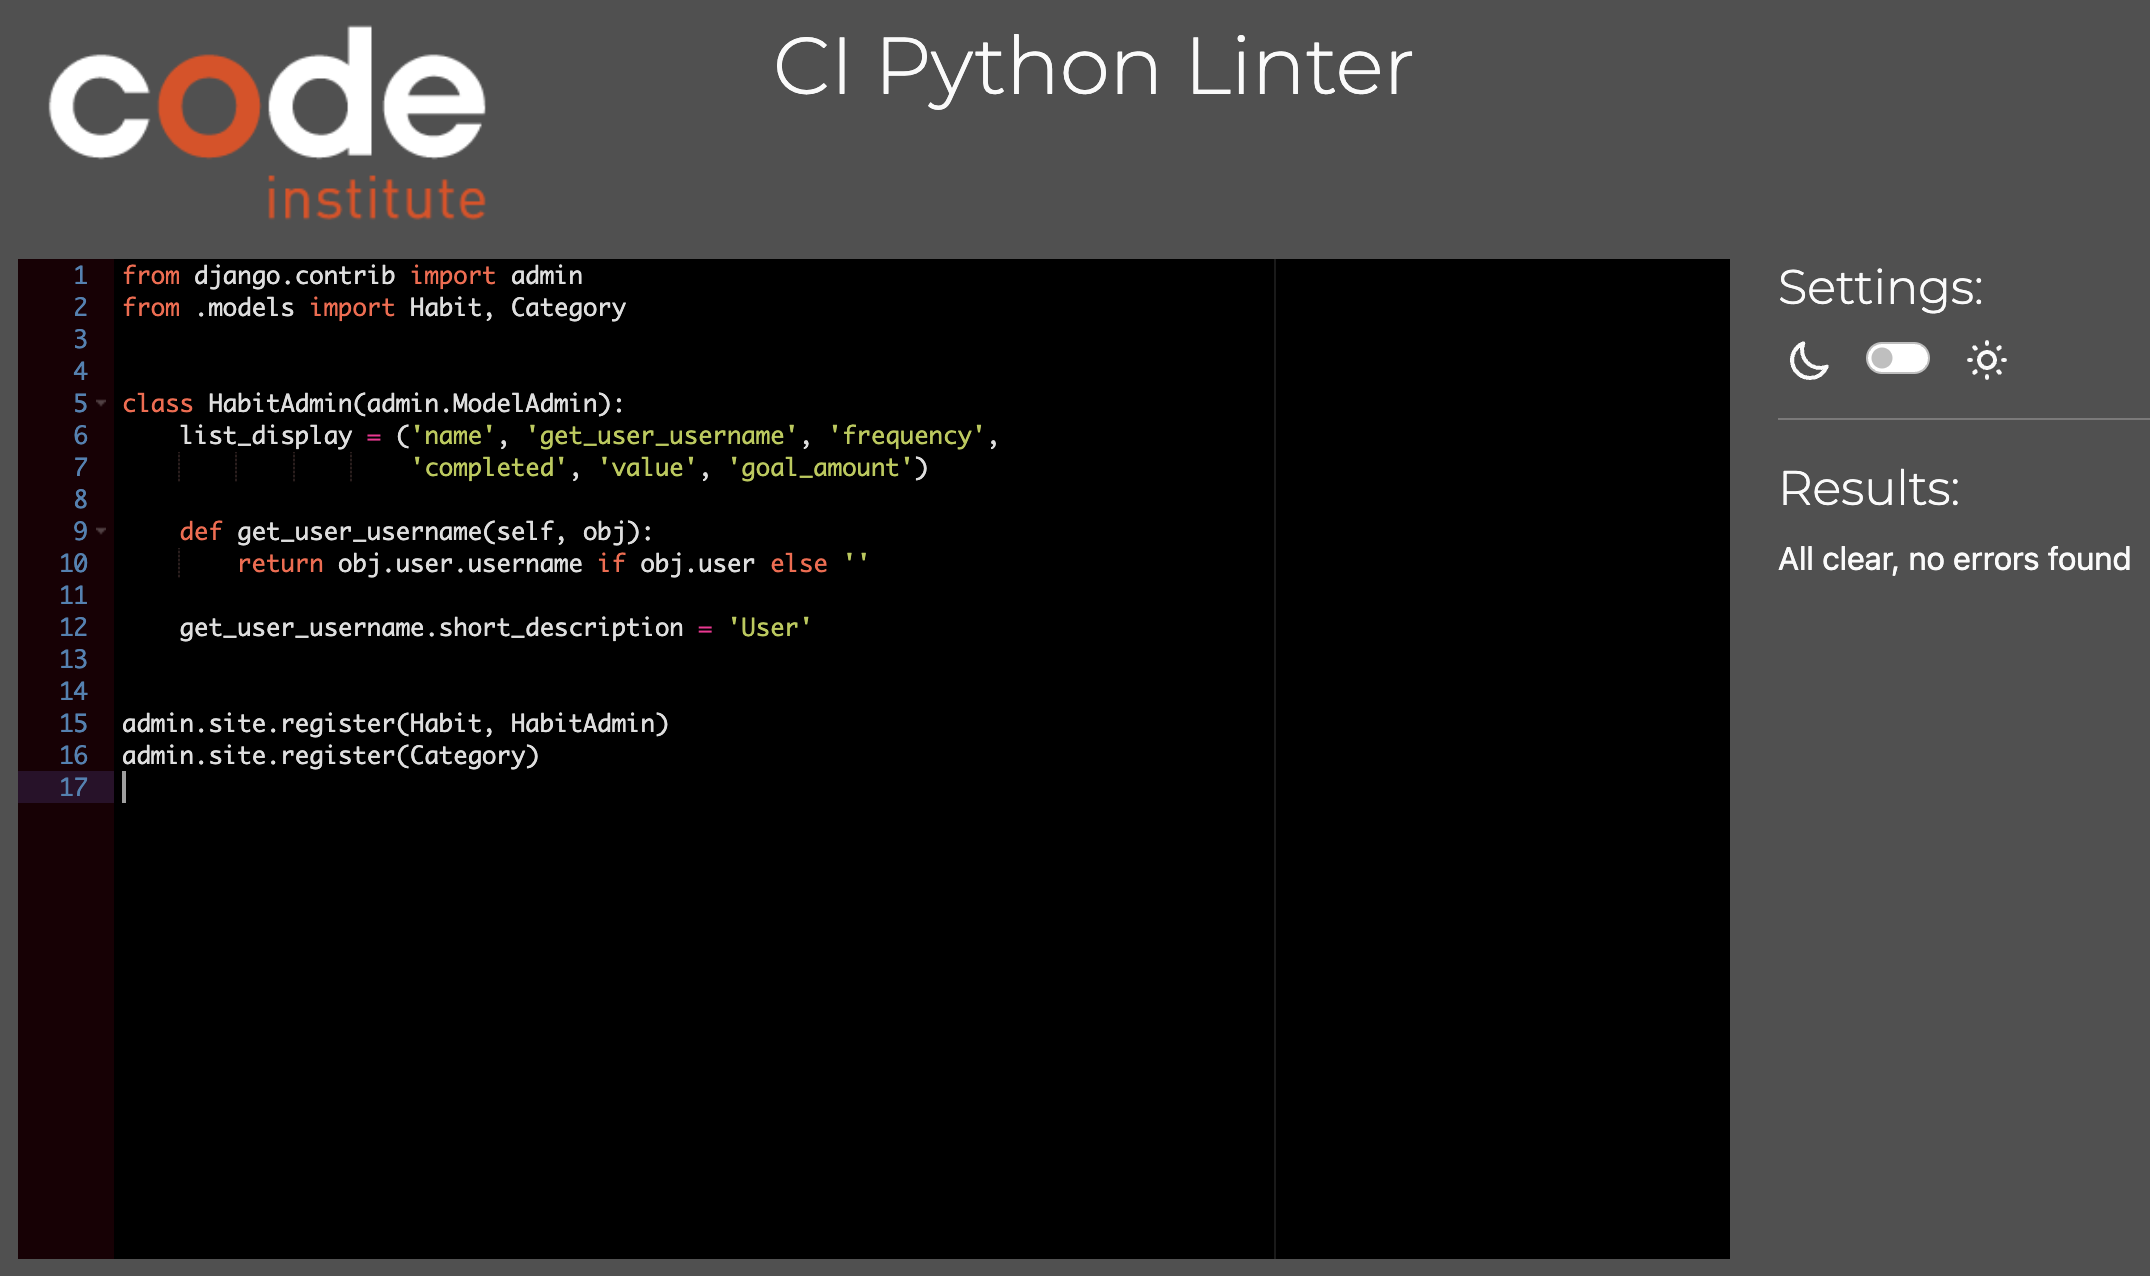 code
institute
CI Python Linter
1 from django.contrib import admin
2 from .models import Habit, Category
3
4
5 class HabitAdmin(admin.ModelAdmin):
6     list_display = ('name', 'get_user_username', 'frequency',
7                     'completed', 'value', 'goal_amount')
8
9     def get_user_username(self, obj):
10         return obj.user.username if obj.user else ''
11
12     get_user_username.short_description = 'User'
13
14
15 admin.site.register(Habit, HabitAdmin)
16 admin.site.register(Category)
17
Settings:
Results:
All clear, no errors found